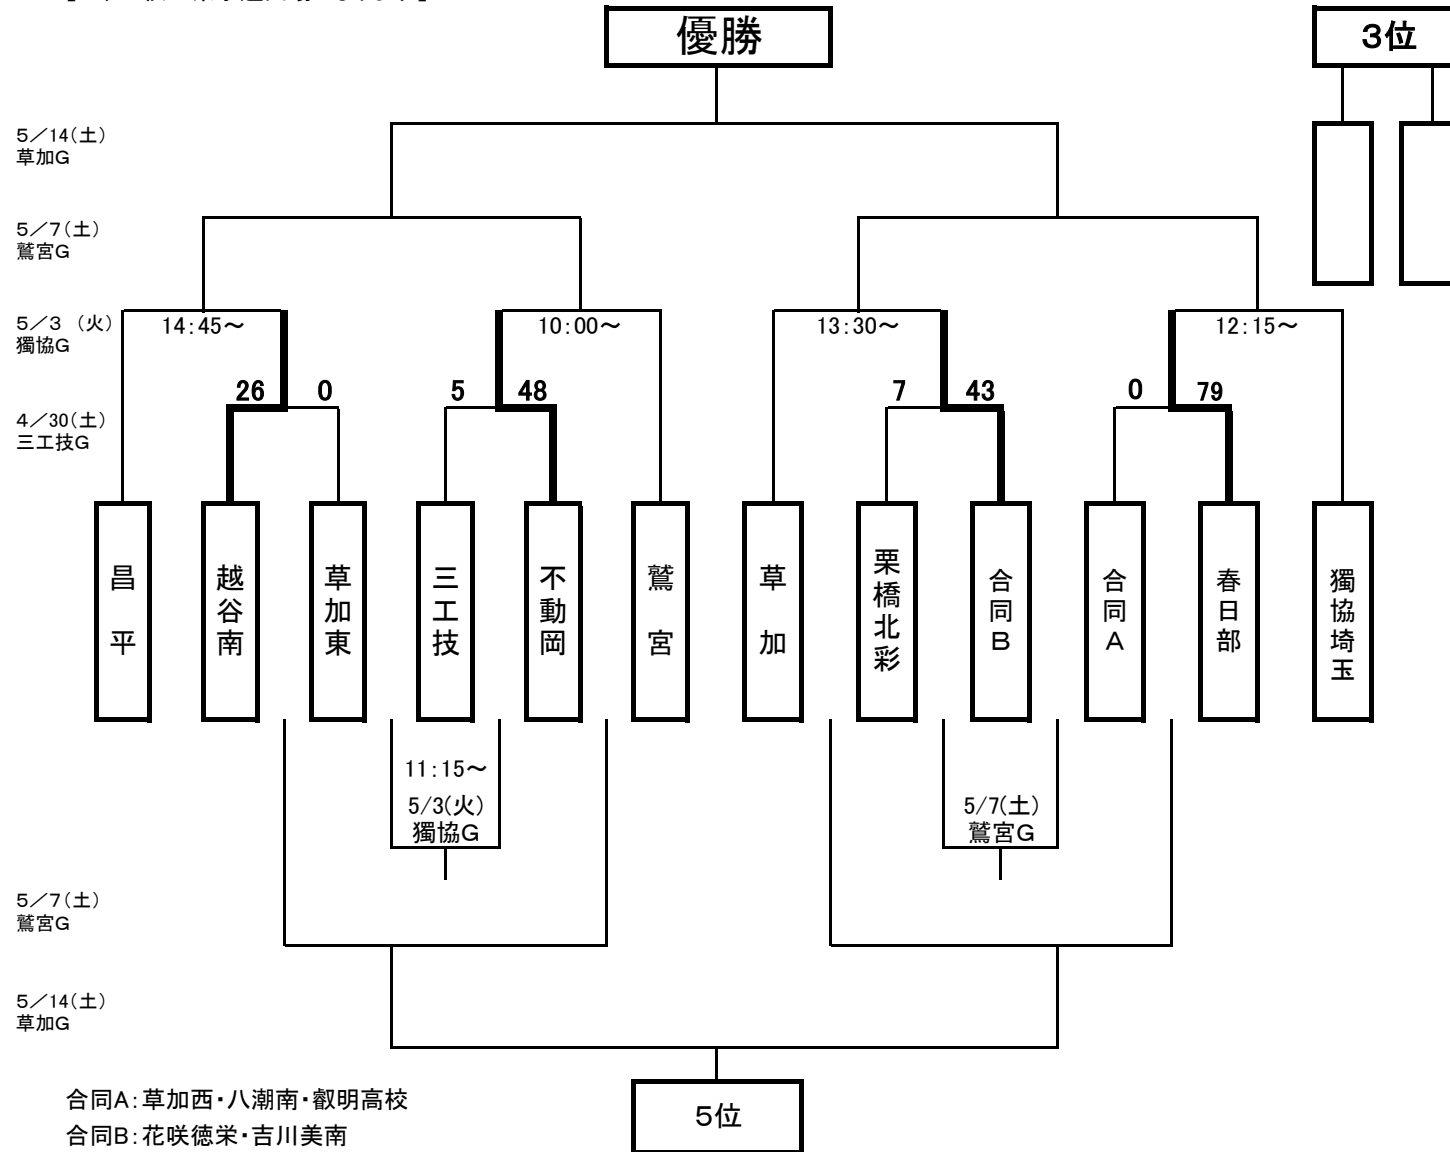 優勝
3位
5／14(土)
草加G
5／7(土)
鷲宮G
5／3 (火)
獨協G
14:45～
10:00～
13:30～
12:15～
26 0
5 48
7 43
0 79
4／30(土)
三工技G
昌平
越谷南
草加東
三工技
不動岡
鷲宮
草加
栗橋北彩
合同B
合同A
春日部
獨協埼玉
11:15～
5/3(火)
獨協G
5/7(土)
鷲宮G
5／7(土)
鷲宮G
5／14(土)
草加G
5位
合同A:草加西・八潮南・叡明高校
合同B:花咲徳栄・吉川美南